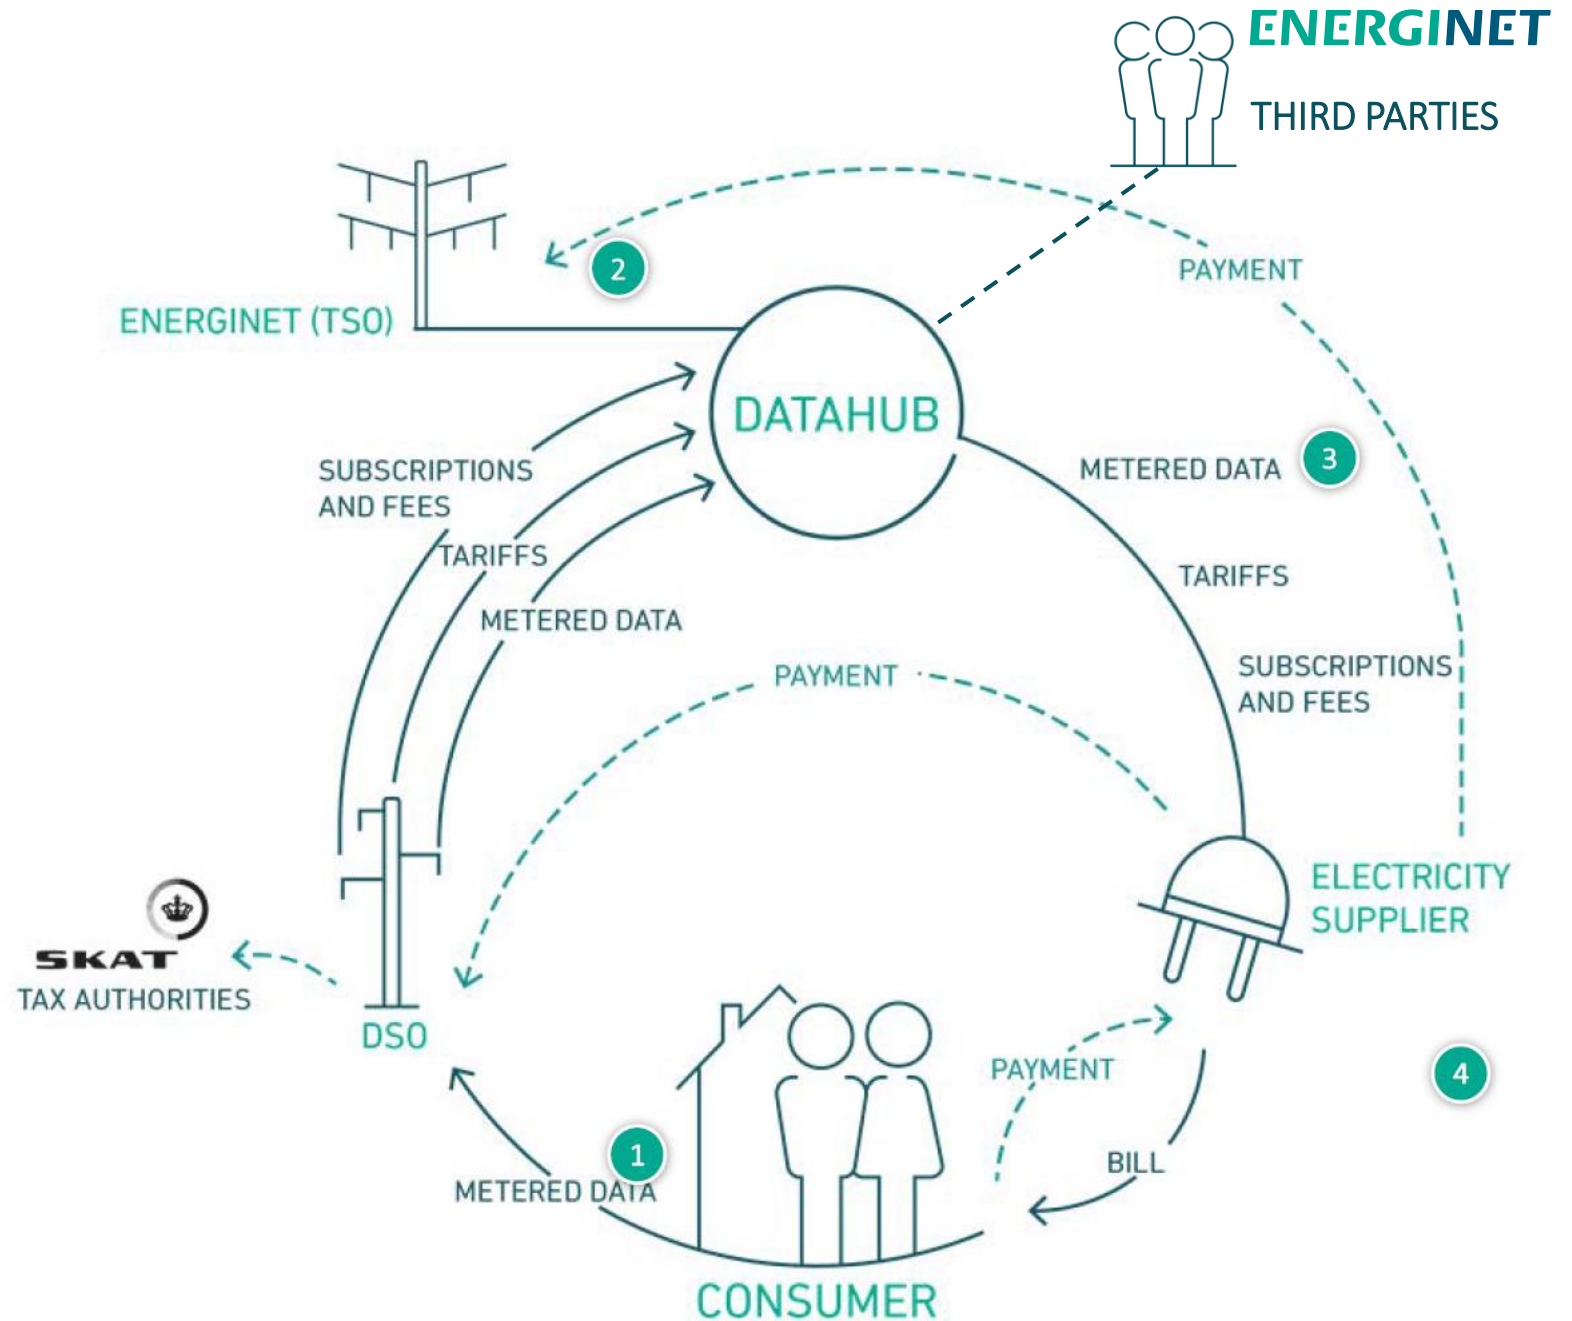 ENERGINET
THIRD PARTIES
2
PAYMENT
ENERGINET (TSO)
DATAHUB
SUBSCRIPTIONS
AND FEES
METERED DATA
3
TARIFFS
TARIFFS
METERED DATA
SUBSCRIPTIONS
AND FEES
PAYMENT
ELECTRICITY
SUPPLIER
SKAT
TAX AUTHORITIES
DSO
PAYMENT
4
1
METERED DATA
BILL
CONSUMER